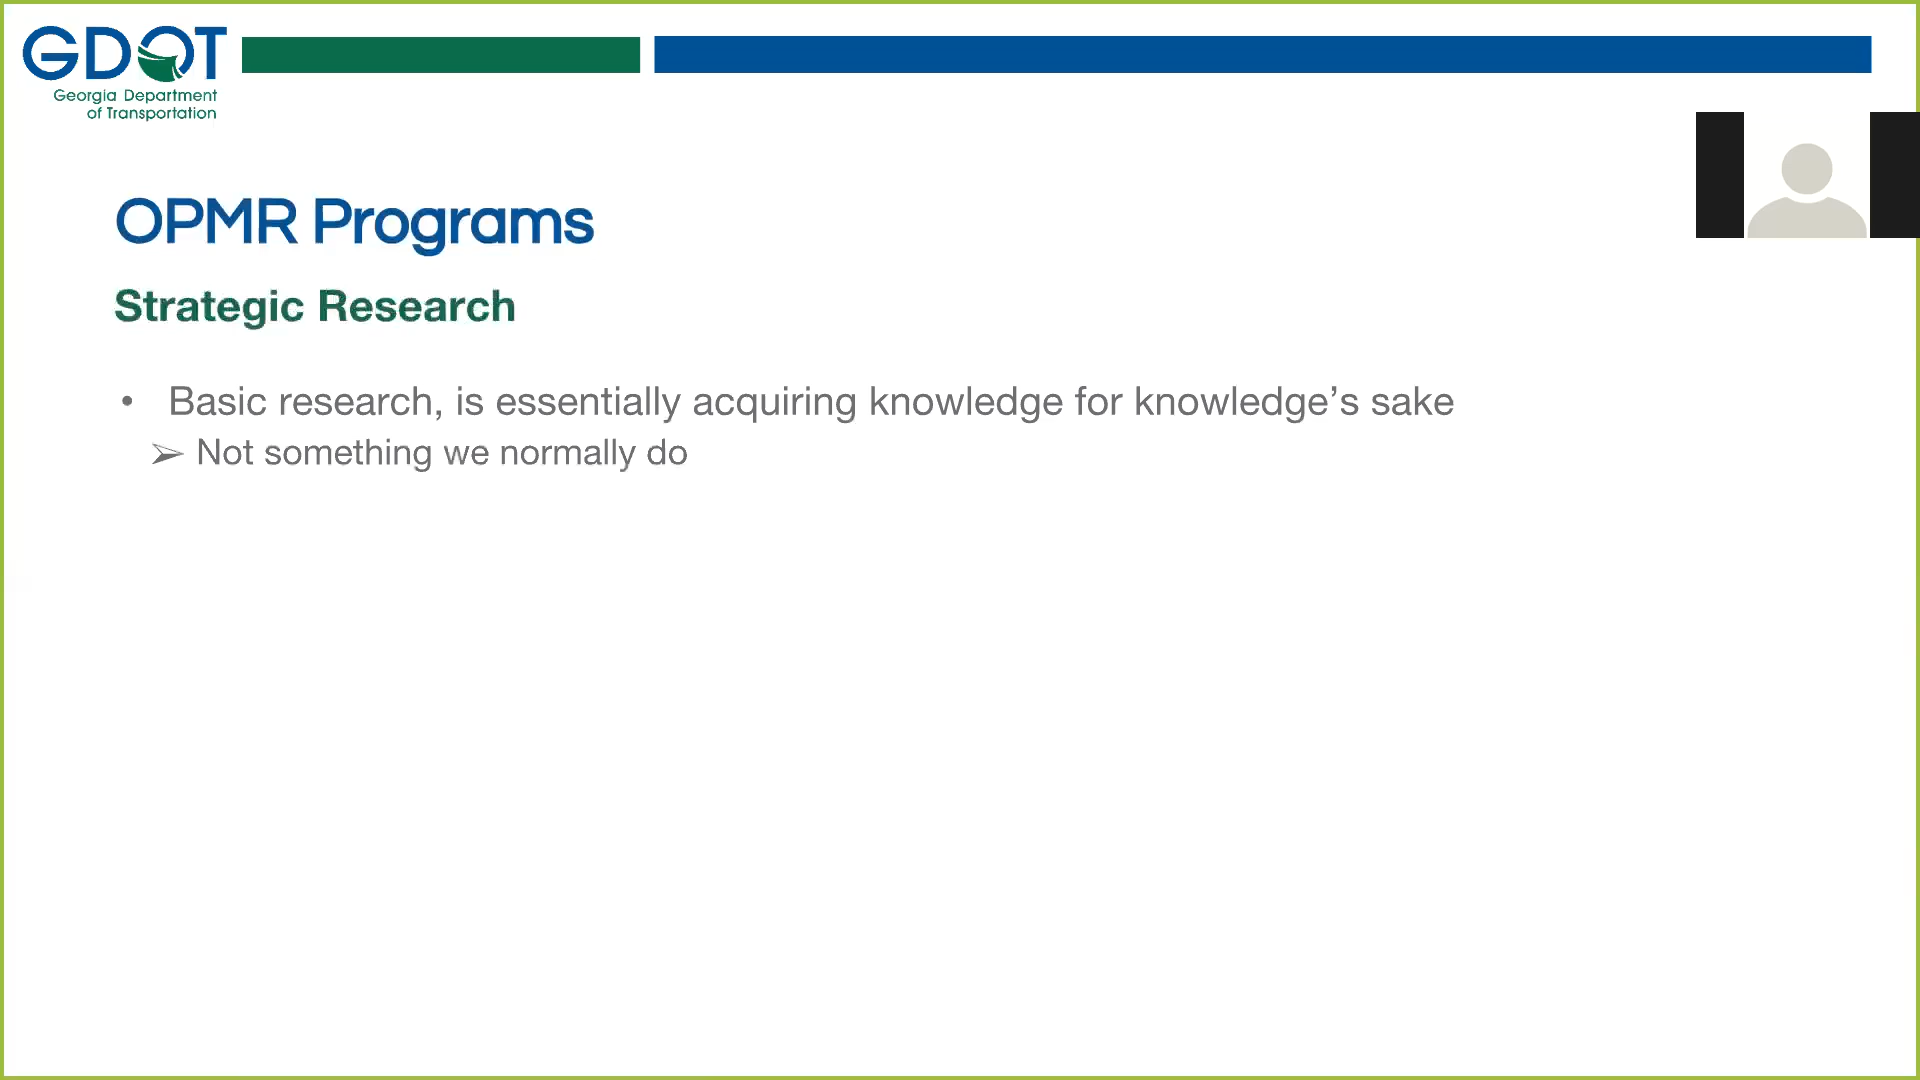 GDOT
Georgia Department
of Transportation
OPMR Programs
Strategic Research
• Basic research, is essentially acquiring knowledge for knowledge’s sake
➢ Not something we normally do